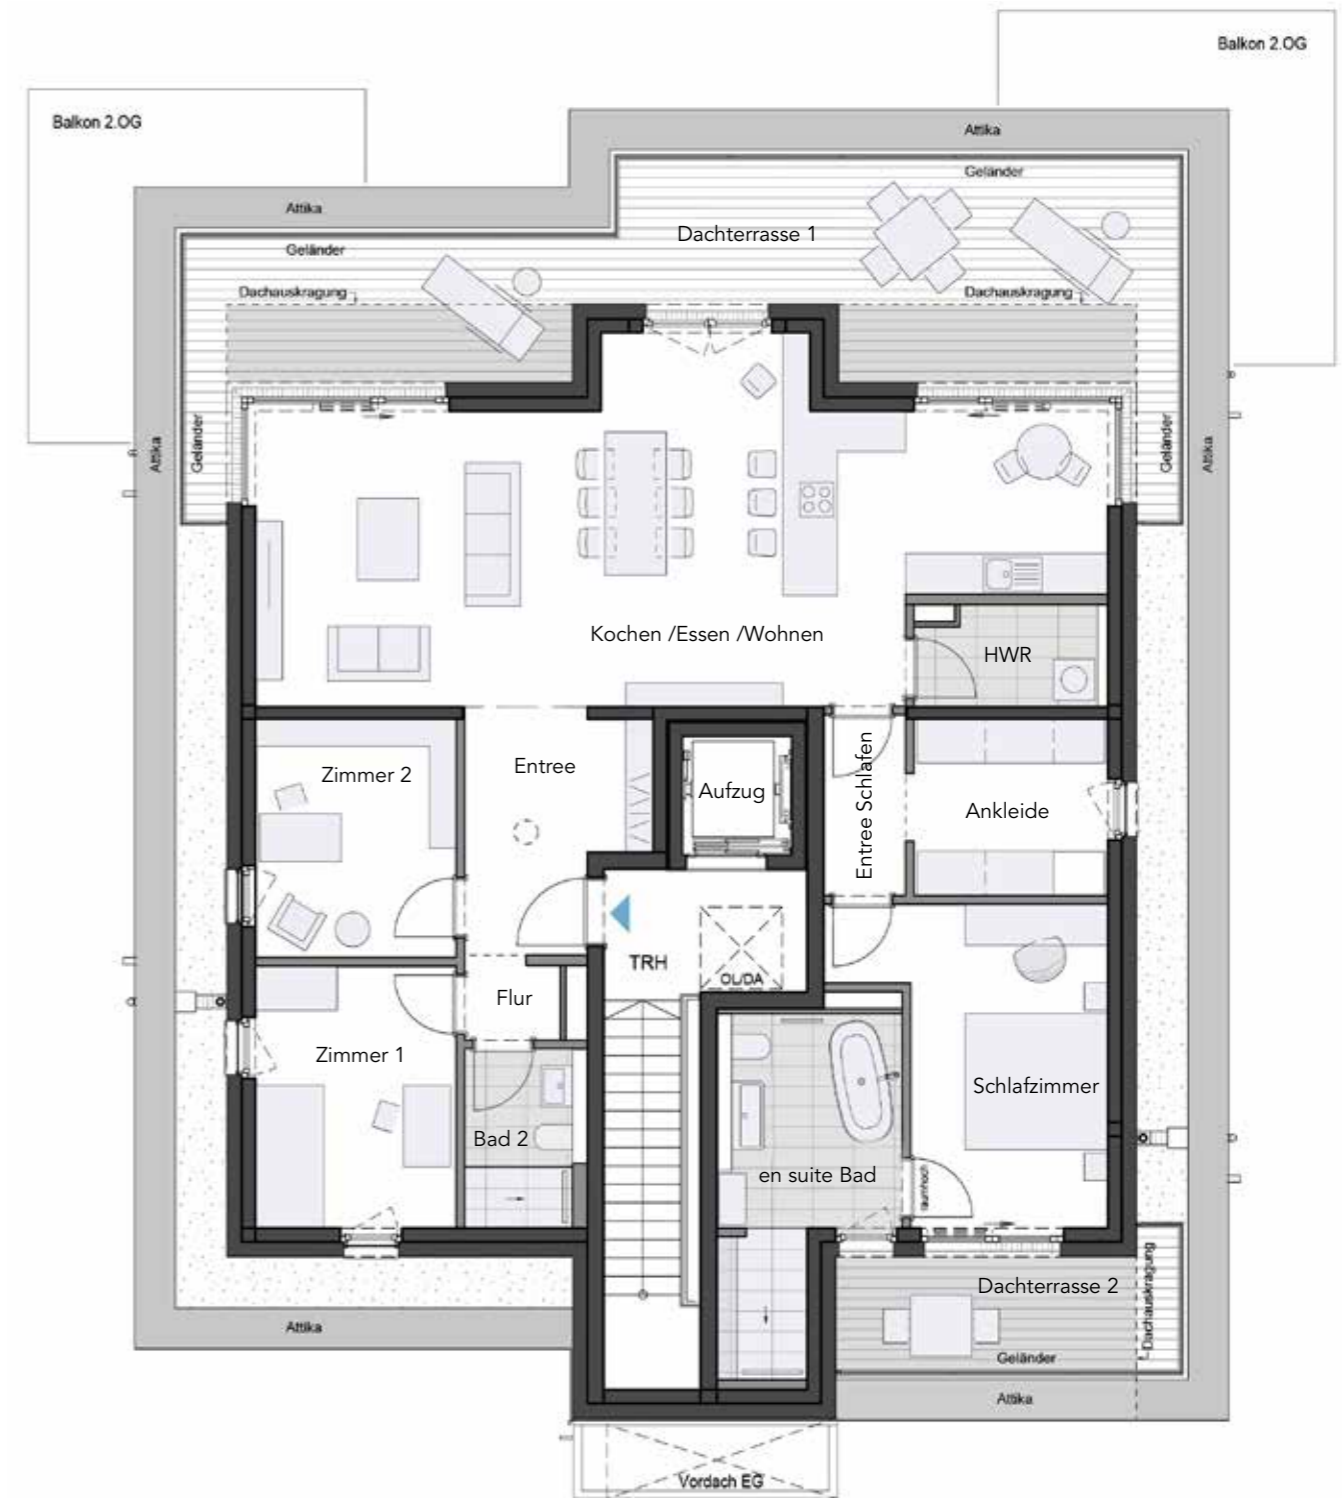 Balkon 2.OG
Balkon 2.OG
Attika
Geländer
Attika
Dachterrasse 1
Geländer
Dachauskragung
Dachauskragung
Geländer
Geländer
Attika
Attika
Kochen /Essen /Wohnen
HWR
Entree
Zimmer 2
Aufzug
Entree Schlafen
Ankleide
TRH
OL/DA
Flur
Zimmer 1
Schlafzimmer
Bad 2
en suite Bad
raumhoch
Dachterrasse 2
Dachauskragung
Attika
Geländer
Attika
Vordach EG